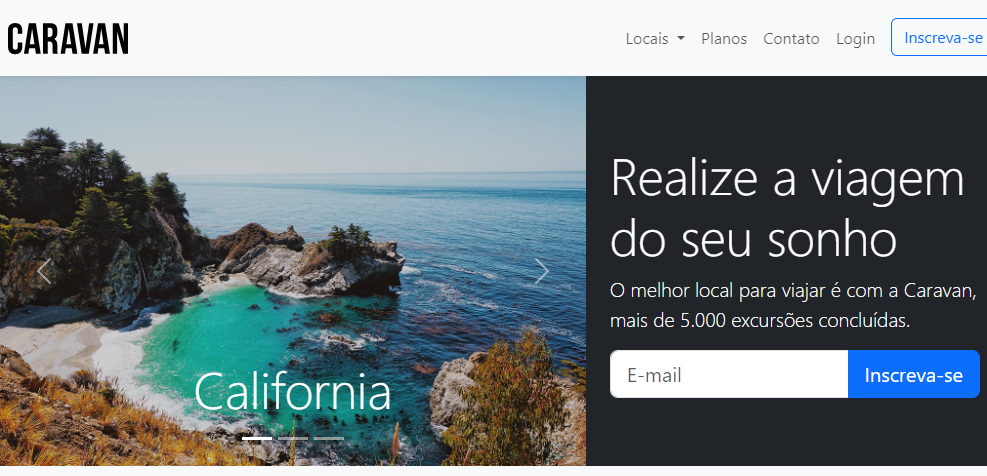 CARAVAN
Locais
Planos
Contato
Login
Inscreva-se
Realize a viagem
do seu sonho
O melhor local para viajar é com a Caravan,
mais de 5.000 excursões concluídas.
E-mail
Inscreva-se
California